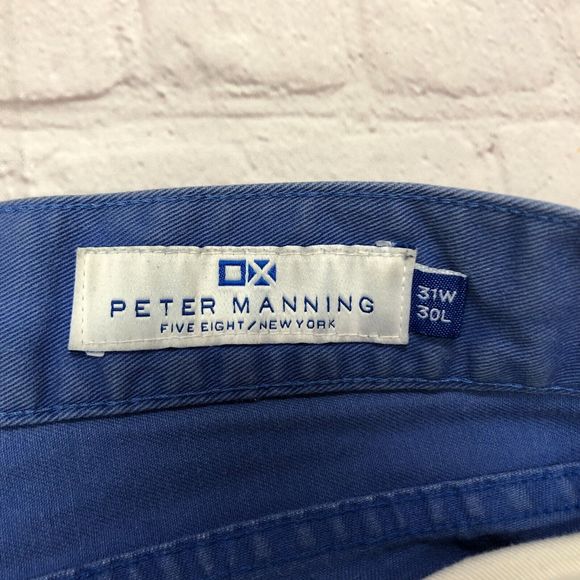 PETER MANNING
FIVE EIGHT/NEW YORK
31W
30L